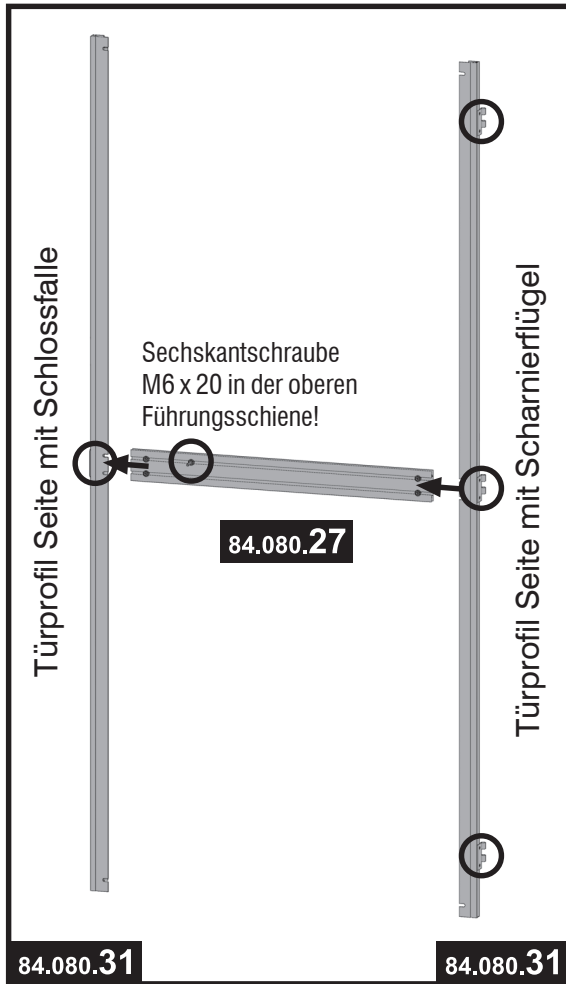 Türprofil Seite mit Schlossfalle
Sechskantschraube
M6 x 20 in der oberen
Führungsschiene!
84.080.27
Türprofil Seite mit Scharnierflügel
84.080.31
84.080.31